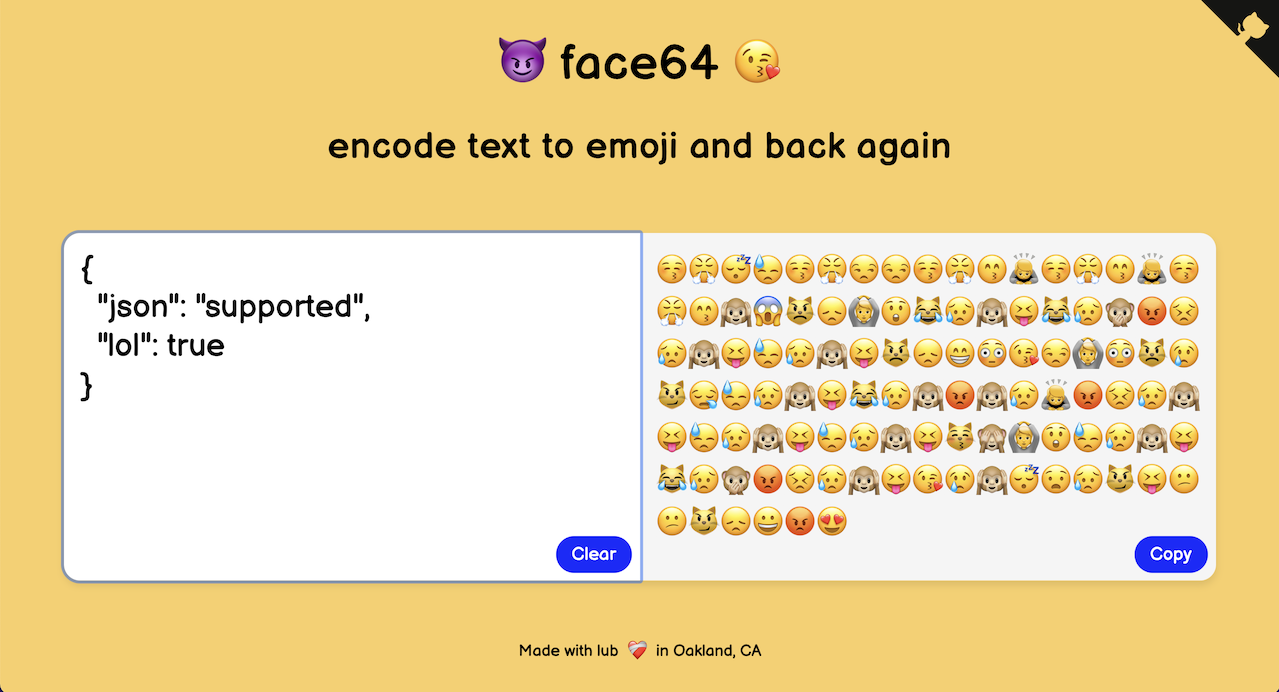 😈 face64 😘
encode text to emoji and back again
{
"json": "supported",
"lol": true
}
Clear
Copy
Made with lub ❤️‍🩹 in Oakland, CA